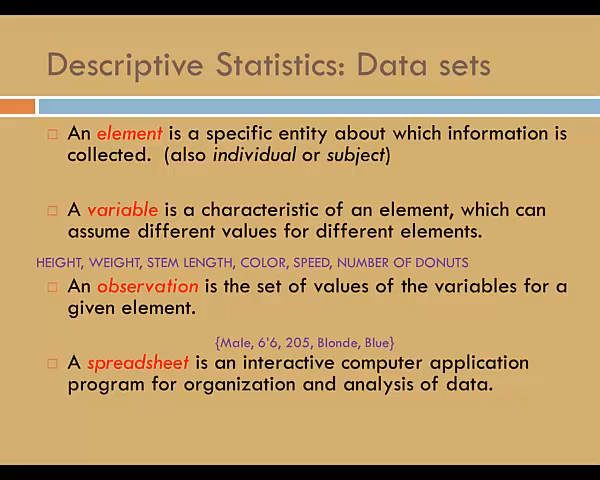 Descriptive Statistics: Data sets
An element is a specific entity about which information is
collected. (also individual or subject)
A variable is a characteristic of an element, which can
assume different values for different elements.
HEIGHT, WEIGHT, STEM LENGTH, COLOR, SPEED, NUMBER OF DONUTS
An observation is the set of values of the variables for a
given element.
{Male, 6'6, 205, Blonde, Blue}
A spreadsheet is an interactive computer application
program for organization and analysis of data.